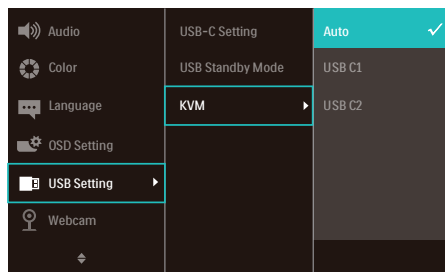 Audio
Color
Language
OSD Setting
USB Setting
Webcam
USB-C Setting
USB Standby Mode
KVM
Auto
USB C1
USB C2